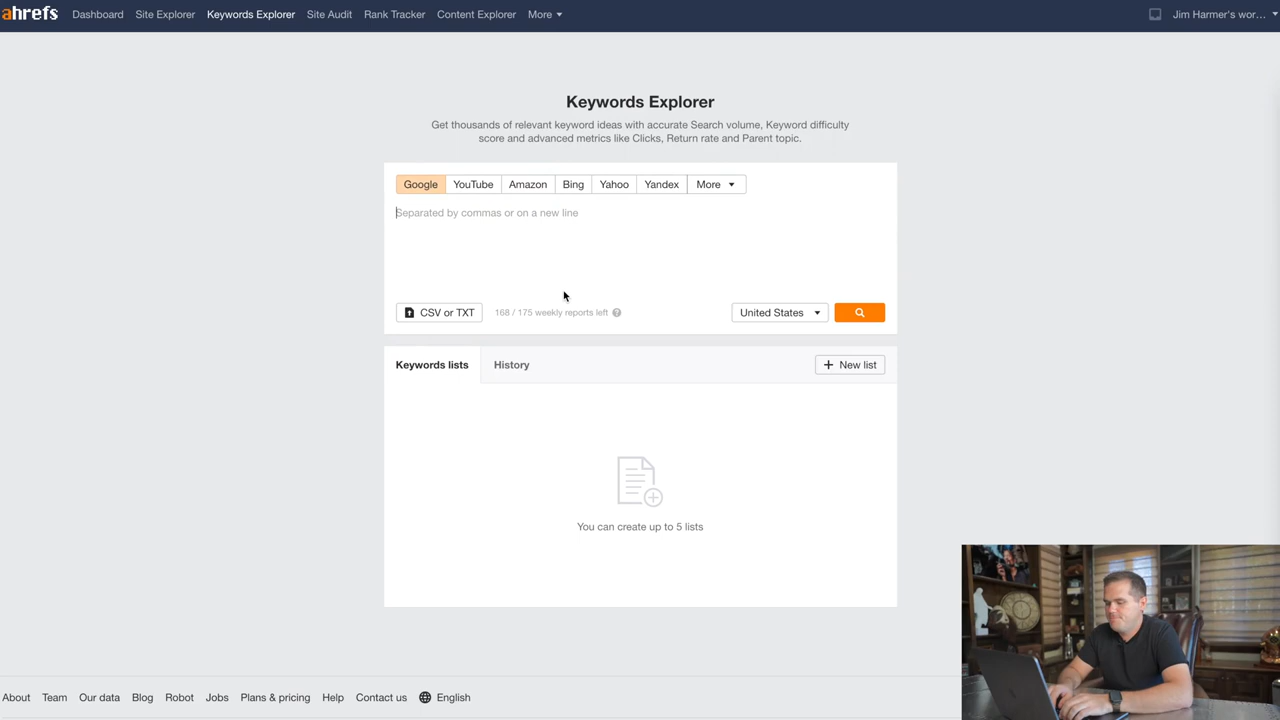 ahrefs Dashboard Site Explorer Keywords Explorer Site Audit Rank Tracker Content Explorer More Jim Harmer's wor...
Keywords Explorer
Get thousands of relevant keyword ideas with accurate Search volume, Keyword difficulty
score and advanced metrics like Clicks, Return rate and Parent topic.
Google YouTube Amazon Bing Yahoo Yandex More
Separated by commas or on a new line
CSV or TXT 168 / 175 weekly reports left ? United States
Keywords lists History + New list
You can create up to 5 lists
About Team Our data Blog Robot Jobs Plans & pricing Help Contact us English